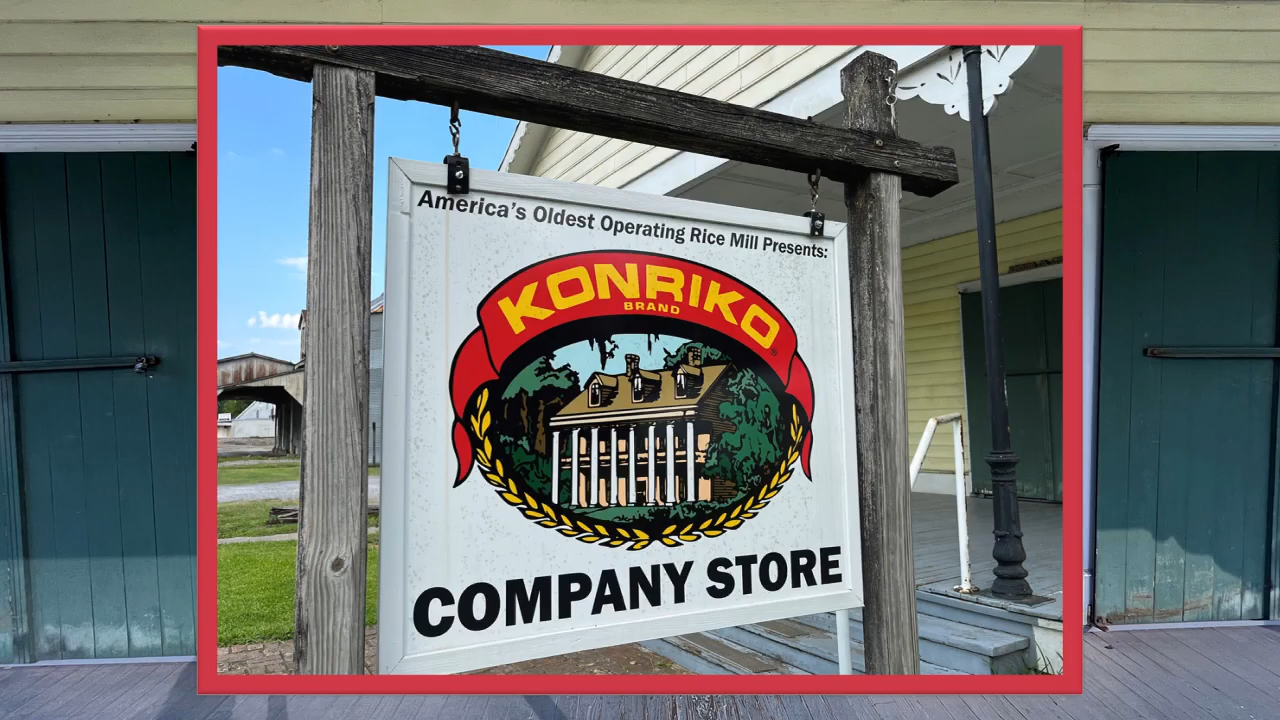 America's Oldest Operating Rice Mill Presents:
KONRIKO
BRAND
®
COMPANY STORE